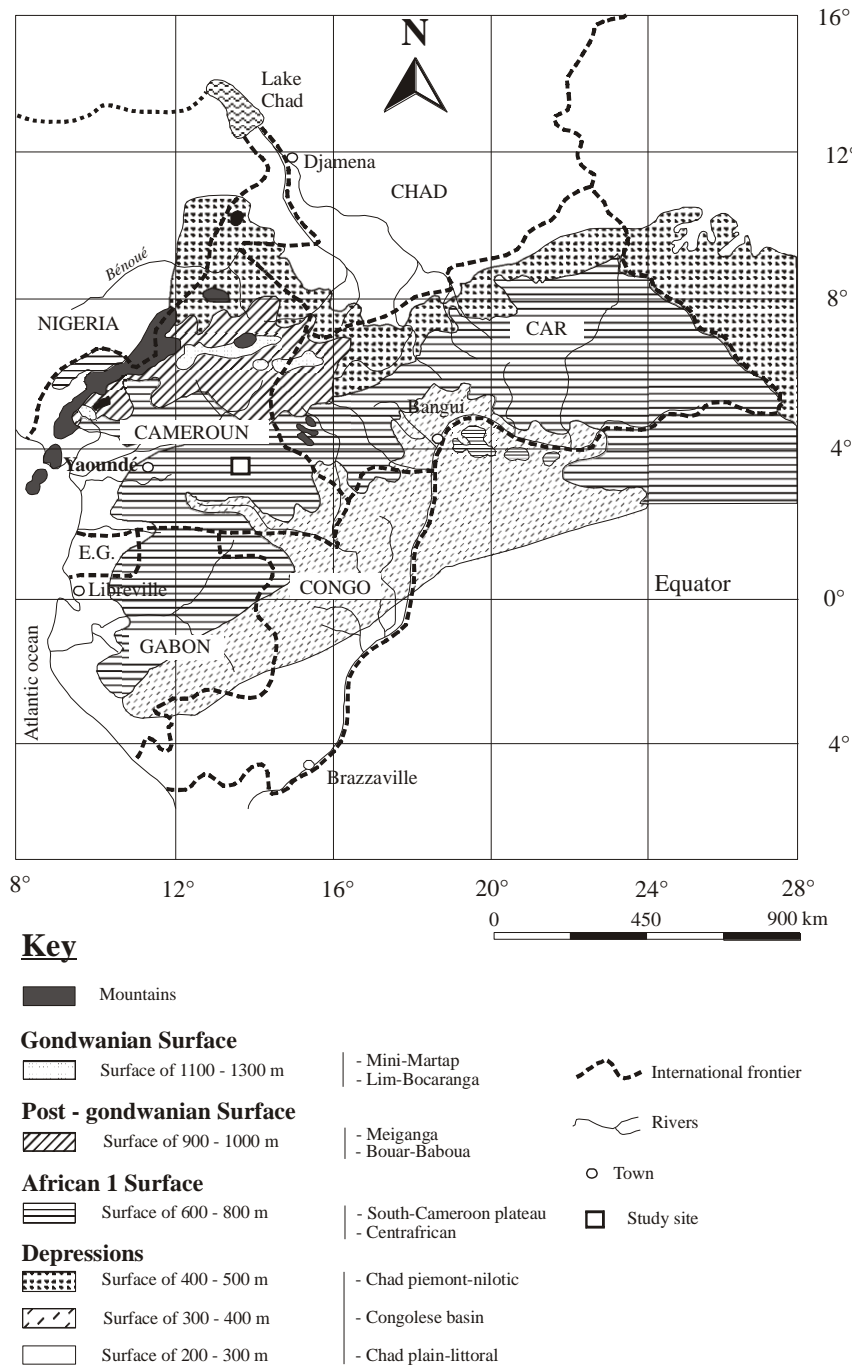 16°
N
Lake
Chad
12°
Djamena
CHAD
Bénoué
8°
NIGERIA
CAR
Bangui
CAMEROUN
4°
Yaoundé
E.G.
CONGO
Equator
Libreville
0°
GABON
Atlantic ocean
4°
Brazzaville
8° 12° 16° 20° 24° 28°
0 450 900 km
Key
Mountains
Gondwanian Surface
Surface of 1100 - 1300 m
- Mini-Martap
- Lim-Bocaranga
International frontier
Post - gondwanian Surface
Surface of 900 - 1000 m
- Meiganga
- Bouar-Baboua
Rivers
Town
African 1 Surface
Surface of 600 - 800 m
- South-Cameroon plateau
- Centrafrican
Study site
Depressions
Surface of 400 - 500 m
- Chad piemont-nilotic
Surface of 300 - 400 m
- Congolese basin
Surface of 200 - 300 m
- Chad plain-littoral